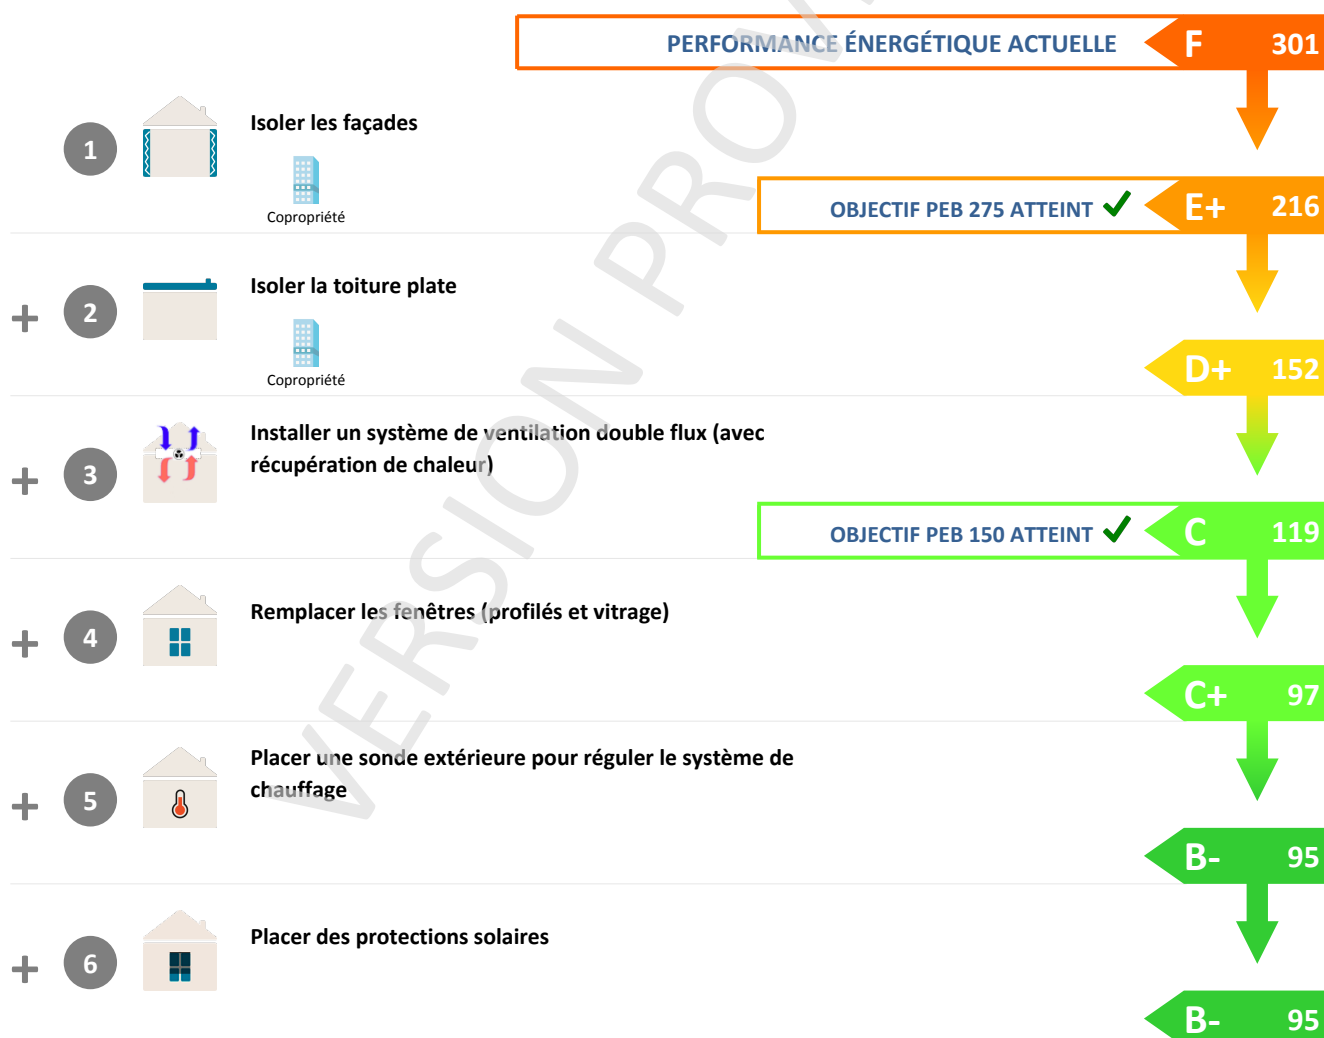 PERFORMANCE ÉNERGÉTIQUE ACTUELLE F 301
1 Isoler les façades
Copropriété
OBJECTIF PEB 275 ATTEINT E+ 216
+ 2 Isoler la toiture plate
Copropriété
D+ 152
+ 3 Installer un système de ventilation double flux (avec
récupération de chaleur)
OBJECTIF PEB 150 ATTEINT C 119
+ 4 Remplacer les fenêtres (profilés et vitrage)
C+ 97
+ 5 Placer une sonde extérieure pour réguler le système de
chauffage
B- 95
+ 6 Placer des protections solaires
B- 95
VERSION PROV